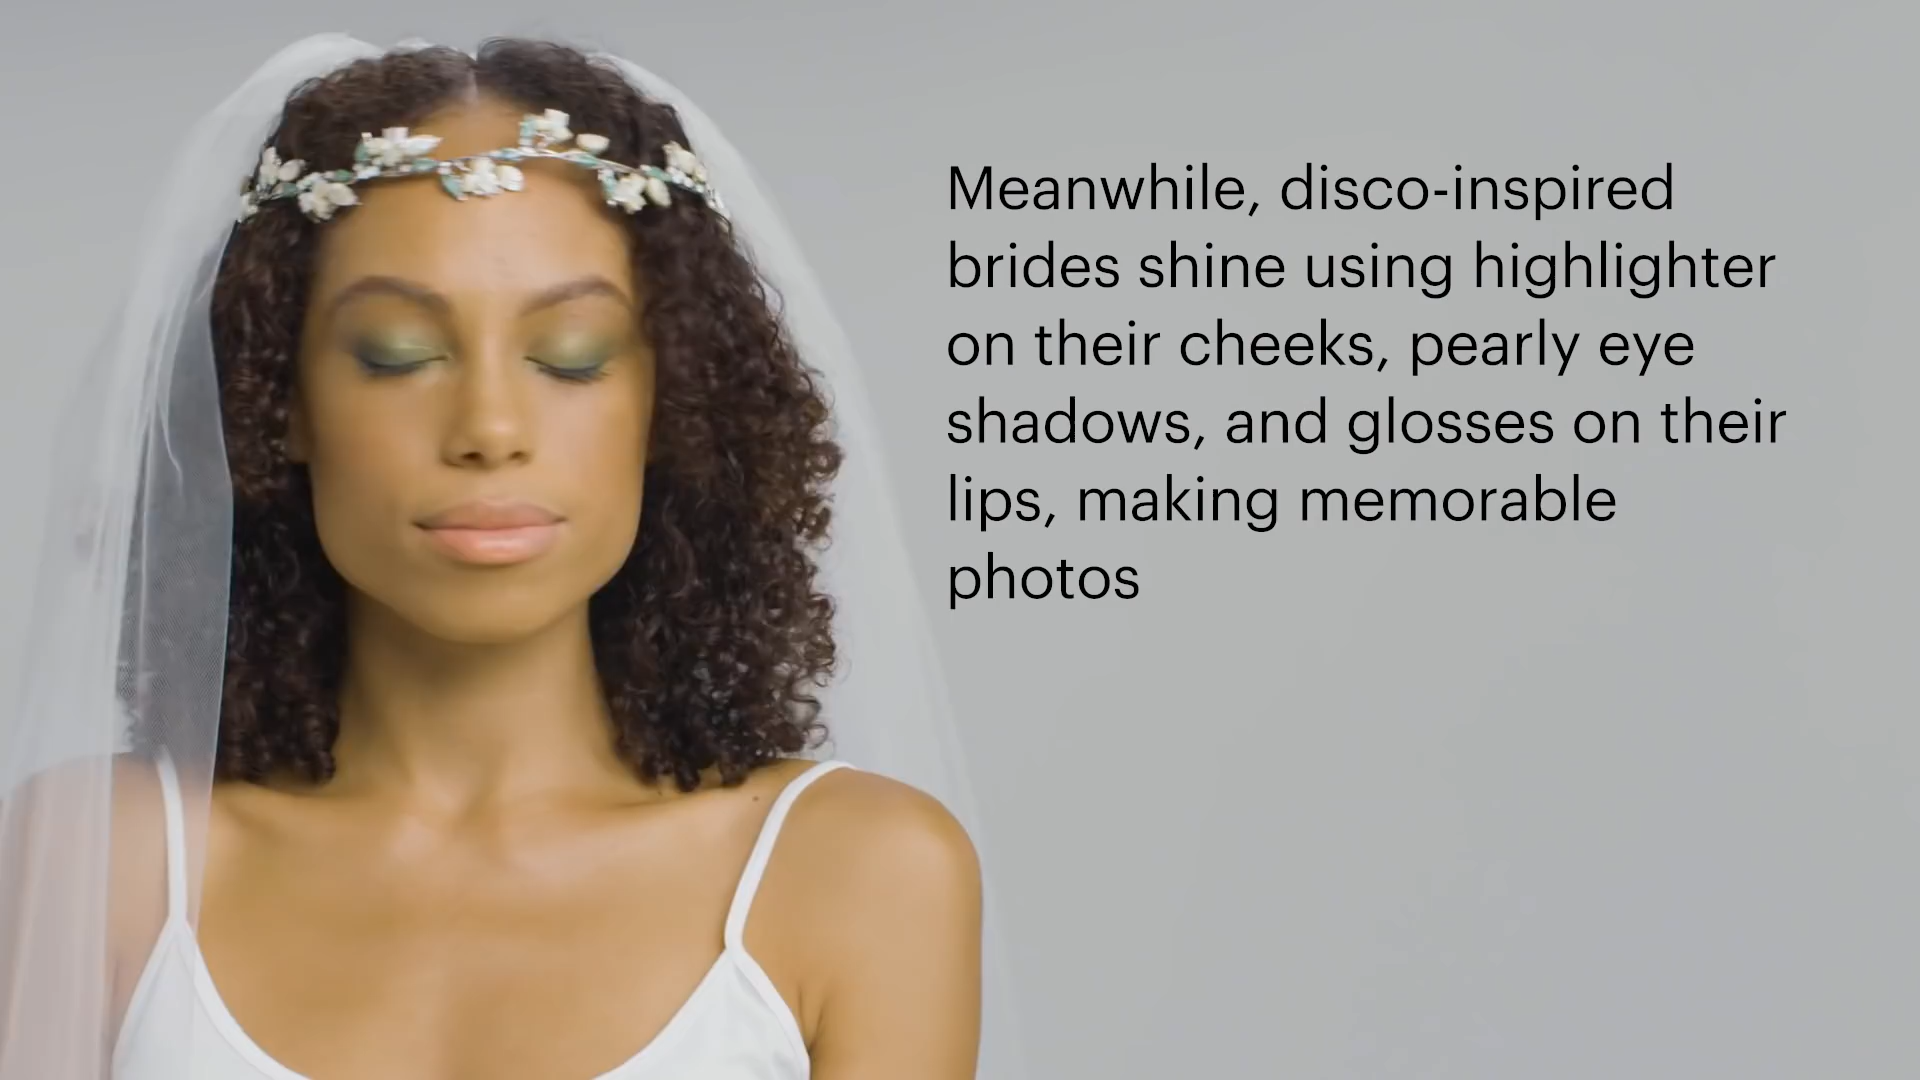 Meanwhile, disco-inspired
brides shine using highlighter
on their cheeks, pearly eye
shadows, and glosses on their
lips, making memorable
photos